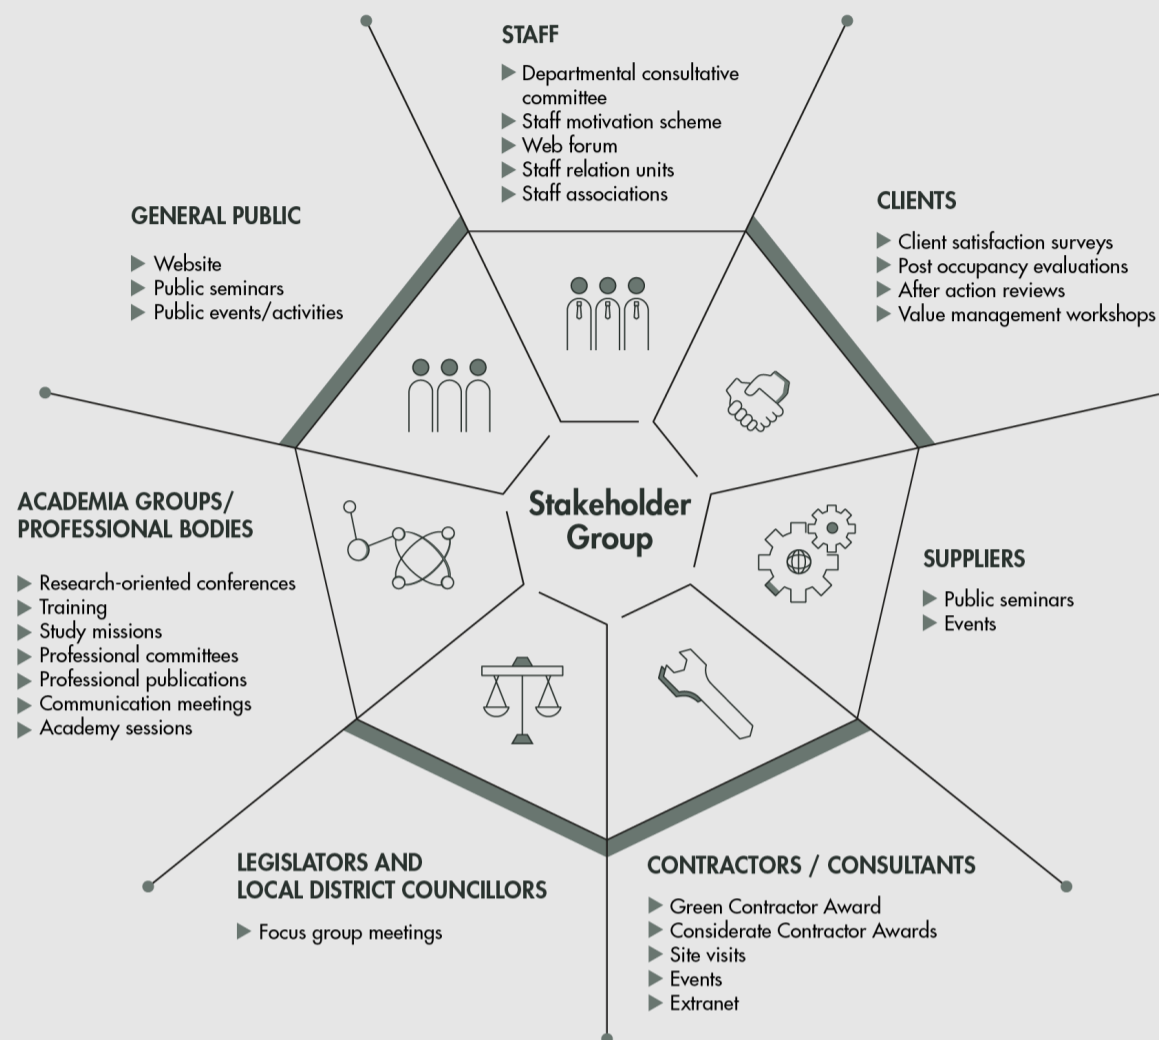 STAFF
▶ Departmental consultative
committee
▶ Staff motivation scheme
▶ Web forum
▶ Staff relation units
▶ Staff associations
GENERAL PUBLIC
▶ Website
▶ Public seminars
▶ Public events/activities
CLIENTS
▶ Client satisfaction surveys
▶ Post occupancy evaluations
▶ After action reviews
▶ Value management workshops
Stakeholder
Group
ACADEMIA GROUPS/
PROFESSIONAL BODIES
▶ Research-oriented conferences
▶ Training
▶ Study missions
▶ Professional committees
▶ Professional publications
▶ Communication meetings
▶ Academy sessions
SUPPLIERS
▶ Public seminars
▶ Events
LEGISLATORS AND
LOCAL DISTRICT COUNCILLORS
▶ Focus group meetings
CONTRACTORS / CONSULTANTS
▶ Green Contractor Award
▶ Considerate Contractor Awards
▶ Site visits
▶ Events
▶ Extranet